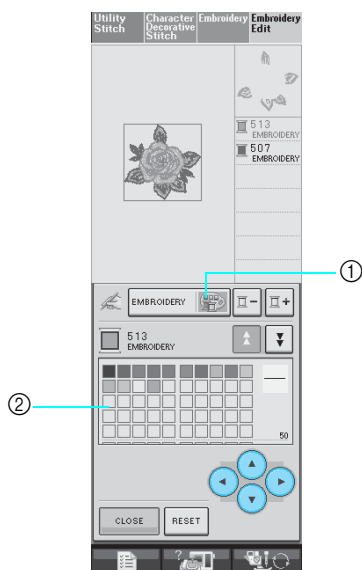 Utility Stitch
Character Decorative Stitch
Embroidery
Embroidery Edit
513
EMBROIDERY
507
EMBROIDERY
①
EMBROIDERY
513
EMBROIDERY
②
50
CLOSE
RESET